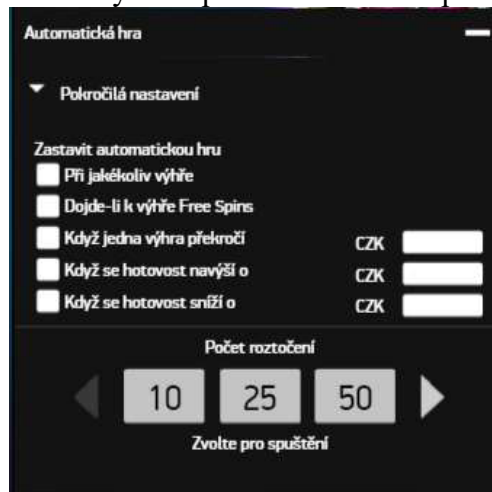 Automatická hra
Pokročilá nastavení
Zastavit automatickou hru
Při jakékoliv výhře
Dojde-li k výhře Free Spins
Když jedna výhra překročí CZK
Když se hotovost navýší o CZK
Když se hotovost sníží o CZK
Počet roztočení
10 25 50
Zvolte pro spuštění